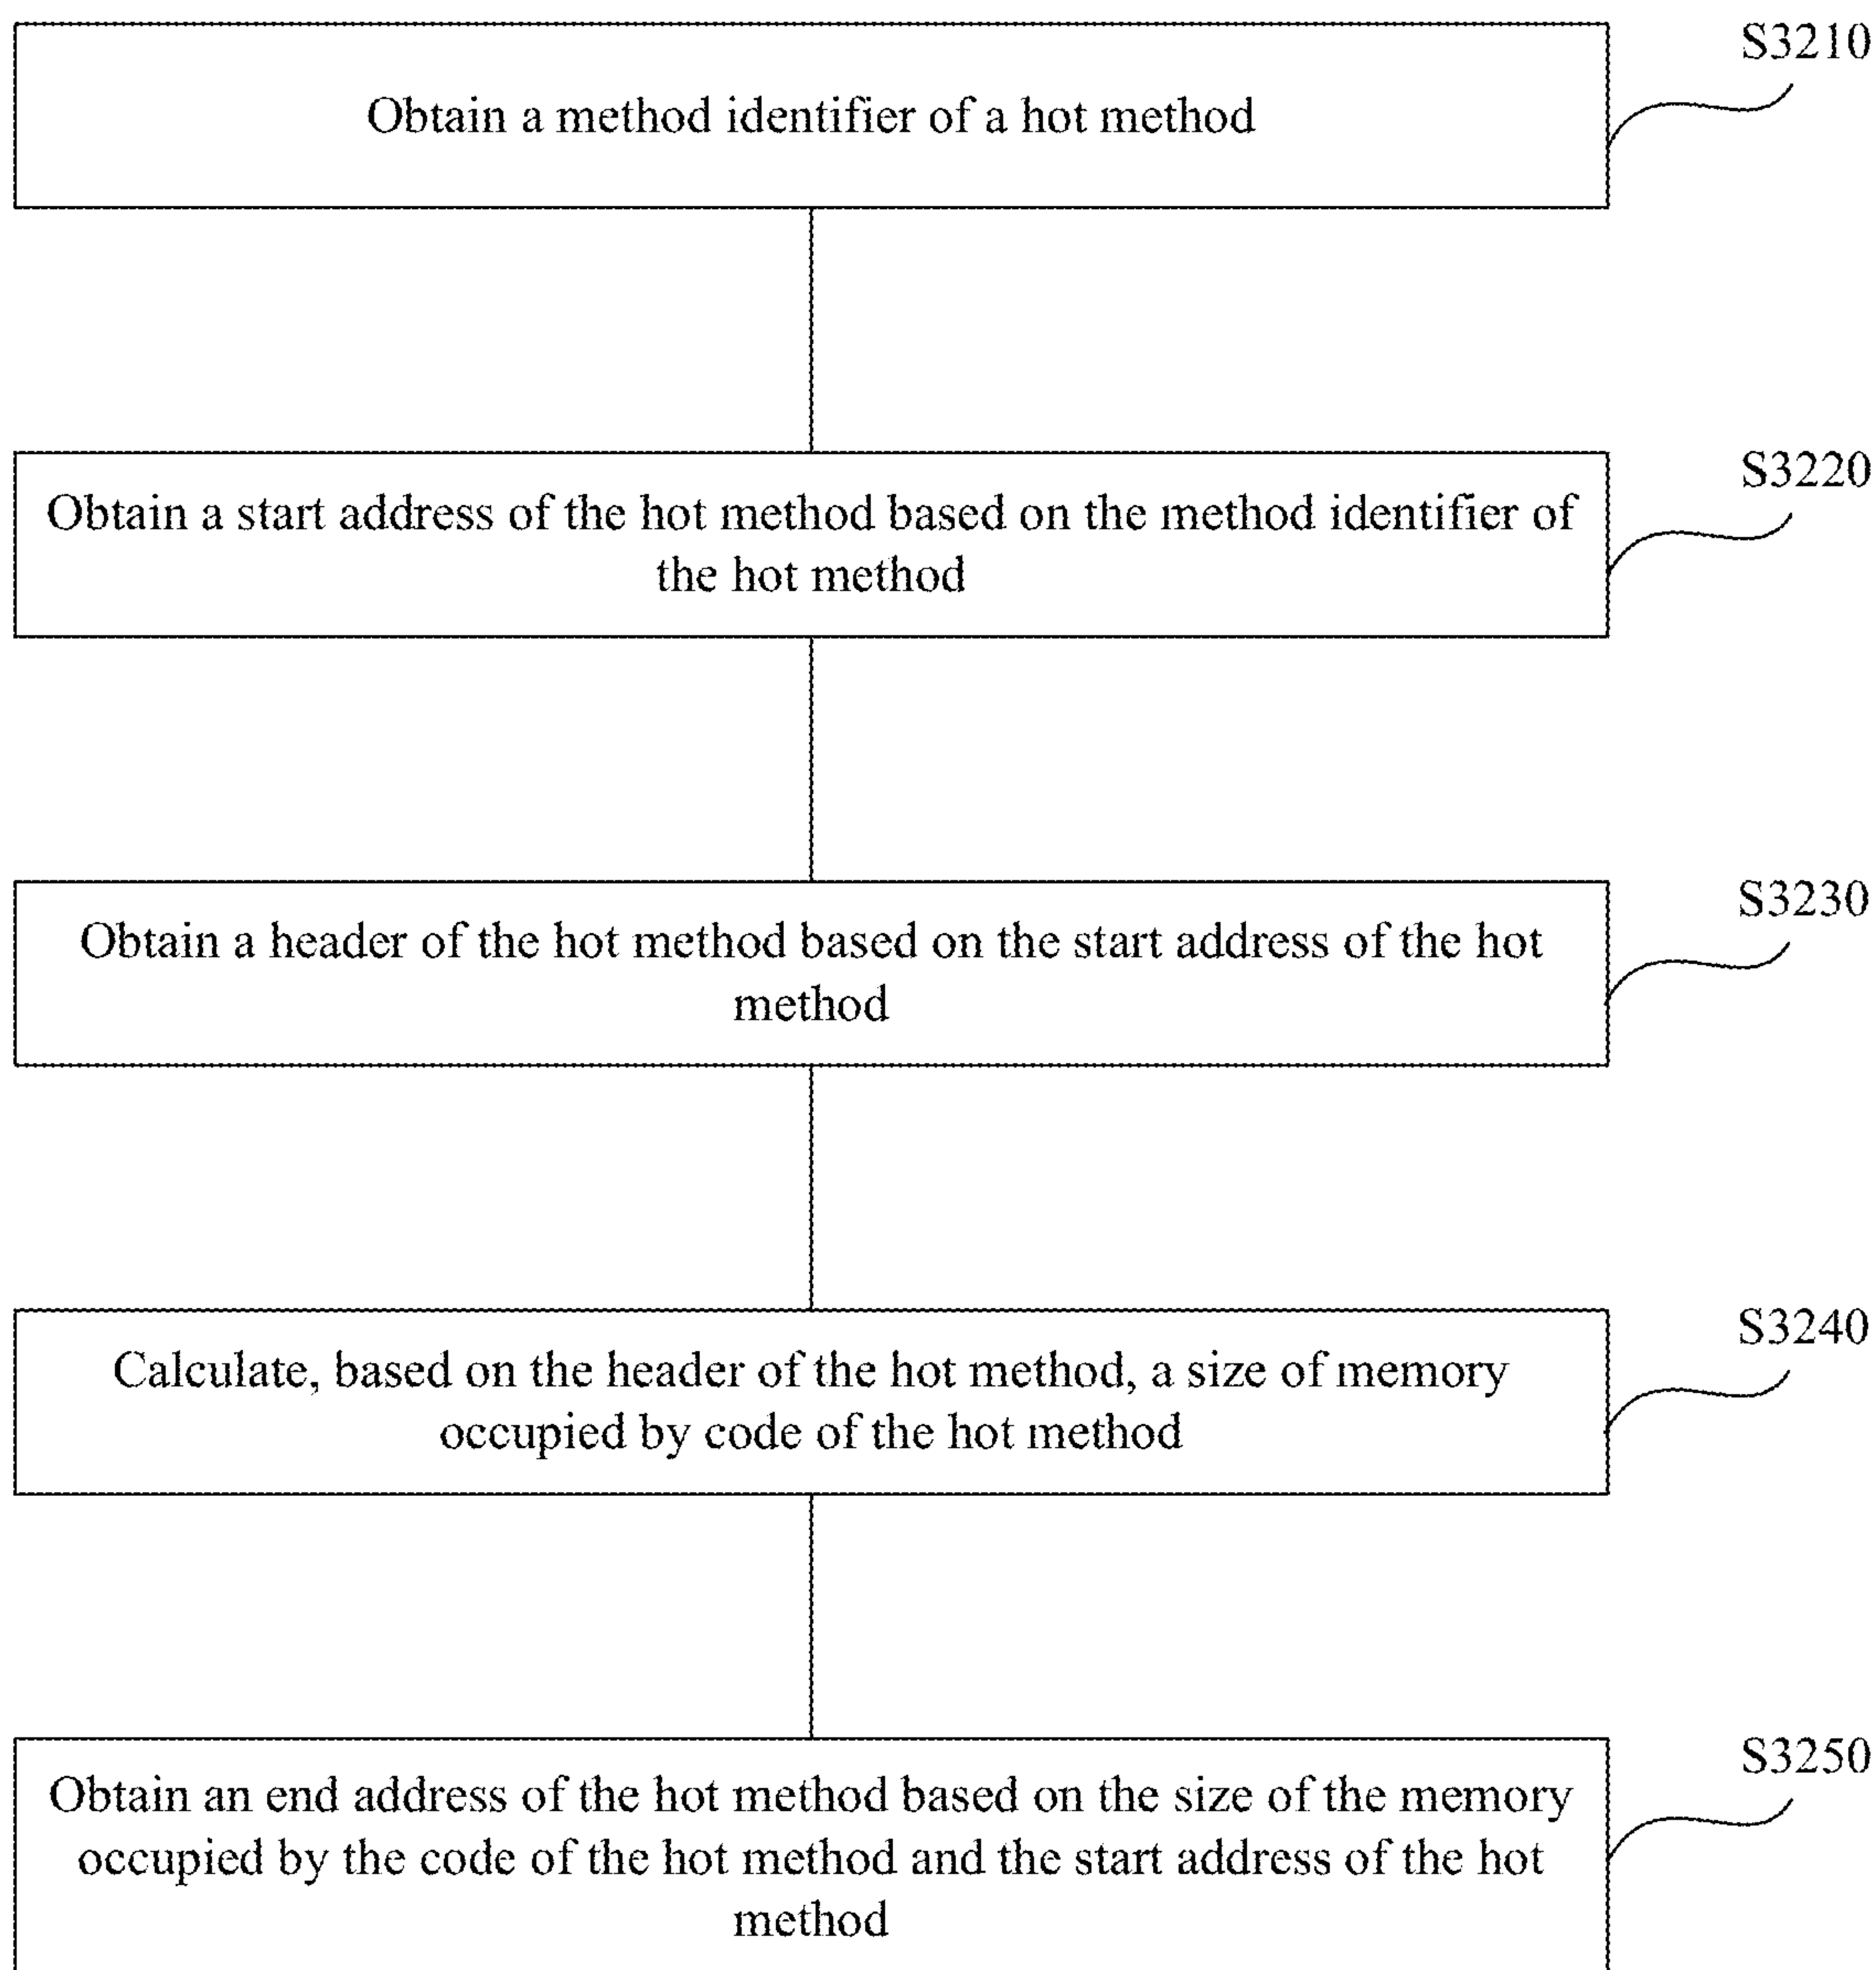 S3210
Obtain a method identifier of a hot method
S3220
Obtain a start address of the hot method based on the method identifier of
the hot method
S3230
Obtain a header of the hot method based on the start address of the hot
method
S3240
Calculate, based on the header of the hot method, a size of memory
occupied by code of the hot method
S3250
Obtain an end address of the hot method based on the size of the memory
occupied by the code of the hot method and the start address of the hot
method